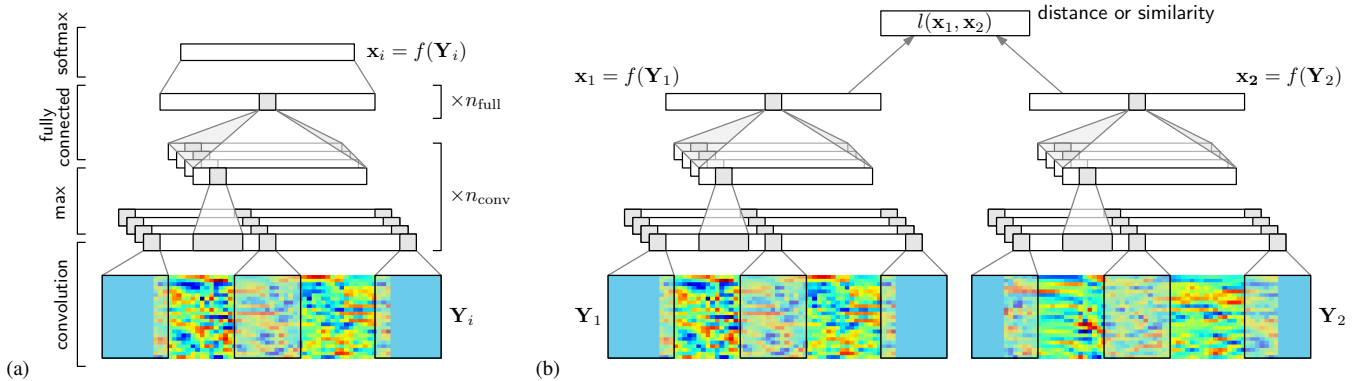 softmax
fully
connected
max
convolution
x_i = f(Y_i)
×n_full
×n_conv
Y_i
(a)
l(x_1, x_2)
distance or similarity
x_1 = f(Y_1)
x_2 = f(Y_2)
Y_1
Y_2
(b)